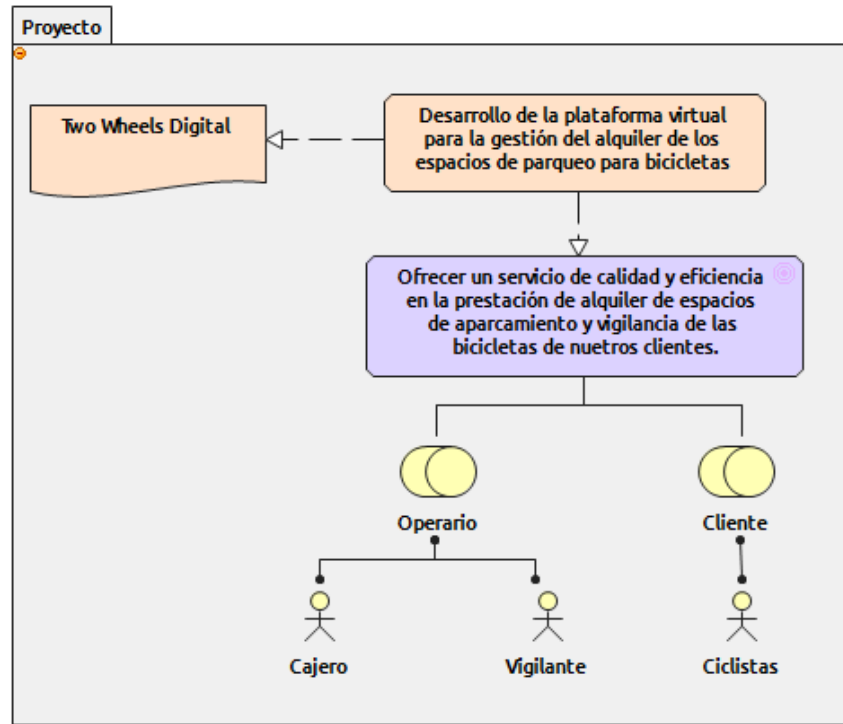 Proyecto
Two Wheels Digital
Desarrollo de la plataforma virtual
para la gestión del alquiler de los
espacios de parqueo para bicicletas
Ofrecer un servicio de calidad y eficiencia
en la prestación de alquiler de espacios
de aparcamiento y vigilancia de las
bicicletas de nuetros clientes.
Operario
Cliente
Cajero
Vigilante
Ciclistas